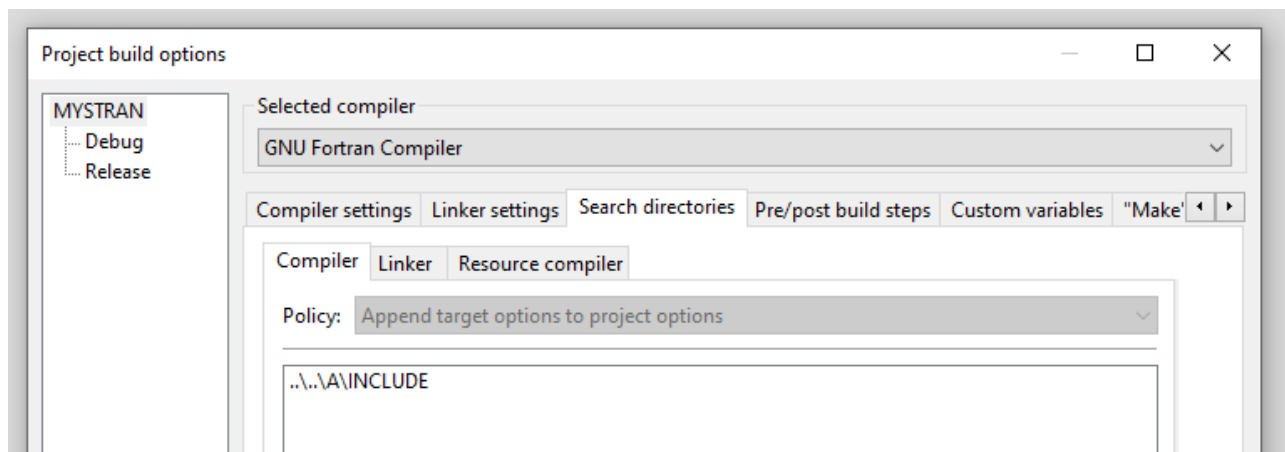 Project build options
MYSTRAN
Debug
Release
Selected compiler
GNU Fortran Compiler
Compiler settings Linker settings Search directories Pre/post build steps Custom variables "Make"
Compiler Linker Resource compiler
Policy: Append target options to project options
..\..\A\INCLUDE